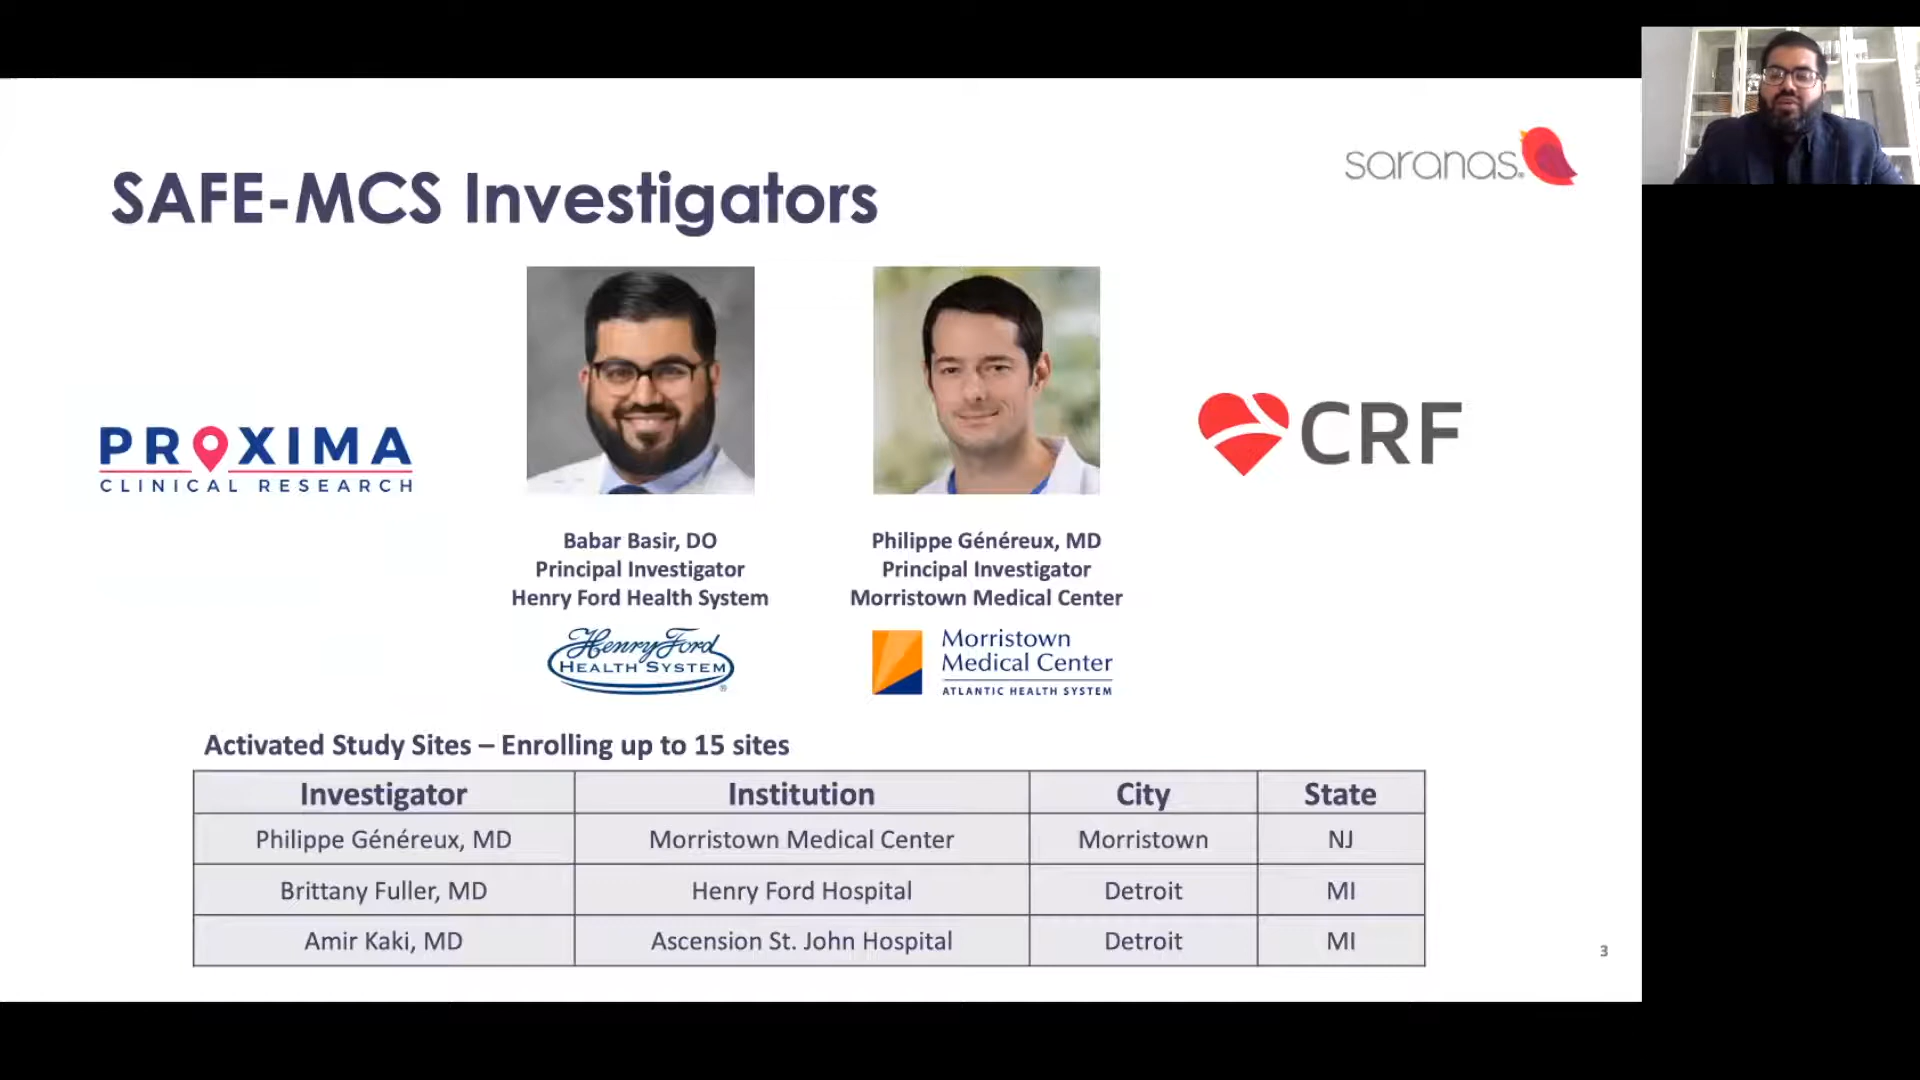 saranas®
SAFE-MCS Investigators
PROXIMA
CLINICAL RESEARCH
CRF
Babar Basir, DO
Principal Investigator
Henry Ford Health System
Philippe Généreux, MD
Principal Investigator
Morristown Medical Center
Henry Ford
HEALTH SYSTEM®
Morristown
Medical Center
ATLANTIC HEALTH SYSTEM
Activated Study Sites – Enrolling up to 15 sites
Investigator Institution City State
Philippe Généreux, MD Morristown Medical Center Morristown NJ
Brittany Fuller, MD Henry Ford Hospital Detroit MI
Amir Kaki, MD Ascension St. John Hospital Detroit MI
3